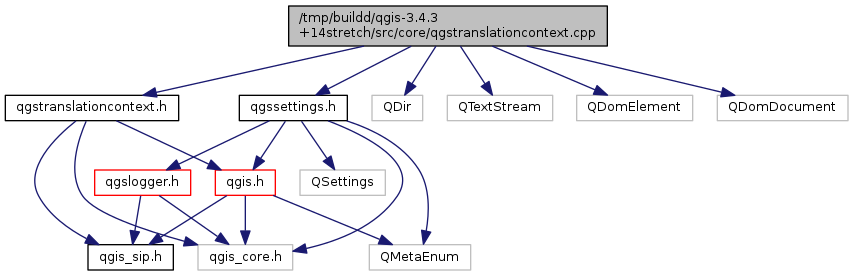 /tmp/buildd/qgis-3.4.3
+14stretch/src/core/qgstranslationcontext.cpp
qgstranslationcontext.h
qgssettings.h
QDir
QTextStream
QDomElement
QDomDocument
qgslogger.h
qgis.h
QSettings
qgis_sip.h
qgis_core.h
QMetaEnum